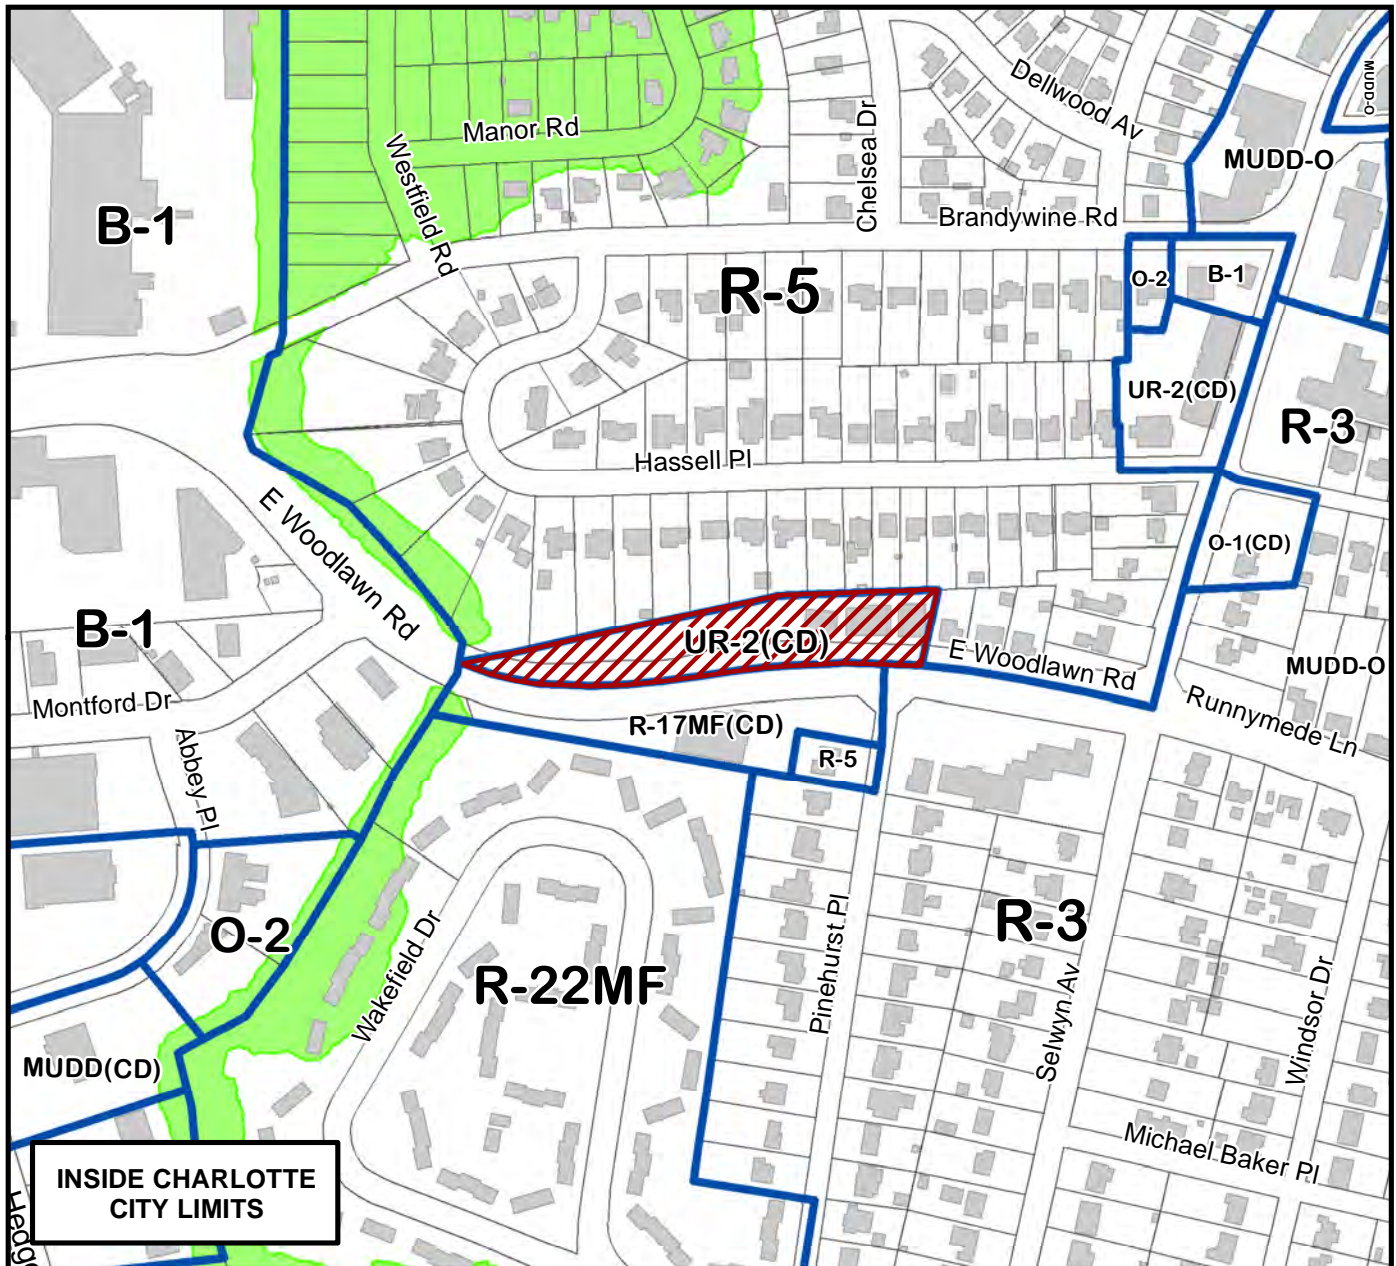 MUDD-O
Dellwood Av
Manor Rd
Chelsea Dr
MUDD-O
Westfield Rd
Brandywine Rd
B-1
R-5
O-2
B-1
UR-2(CD)
R-3
Hassell Pl
E Woodlawn Rd
O-1(CD)
B-1
UR-2(CD)
E Woodlawn Rd
MUDD-O
Montford Dr
R-17MF(CD)
Runnymede Ln
Abbey Pl
R-5
O-2
R-3
Wakefield Dr
Pinehurst Pl
R-22MF
Selwyn Av
Windsor Dr
MUDD(CD)
Michael Baker Pl
INSIDE CHARLOTTE
CITY LIMITS